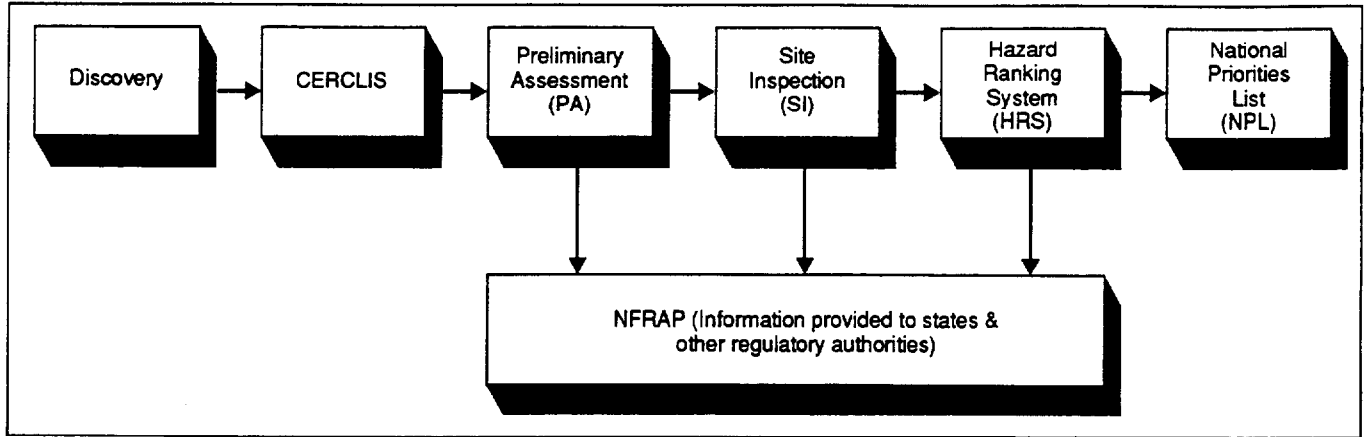 Discovery
CERCLIS
Preliminary
Assessment
(PA)
Site
Inspection
(SI)
Hazard
Ranking
System
(HRS)
National
Priorities
List
(NPL)
NFRAP (Information provided to states &
other regulatory authorities)